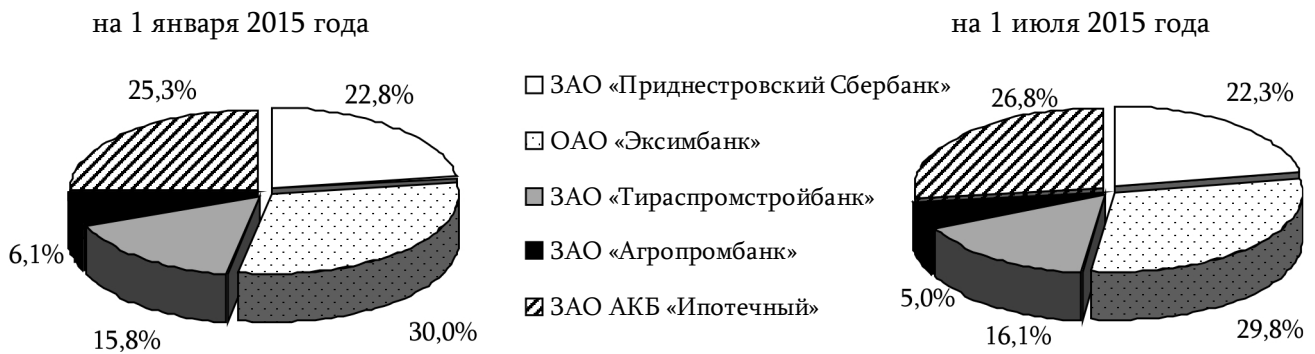 на 1 января 2015 года
на 1 июля 2015 года
25,3%
22,8%
6,1%
15,8%
30,0%
ЗАО «Приднестровский Сбербанк»
ОАО «Эксимбанк»
ЗАО «Тираспромстройбанк»
ЗАО «Агропромбанк»
ЗАО АКБ «Ипотечный»
26,8%
22,3%
5,0%
16,1%
29,8%